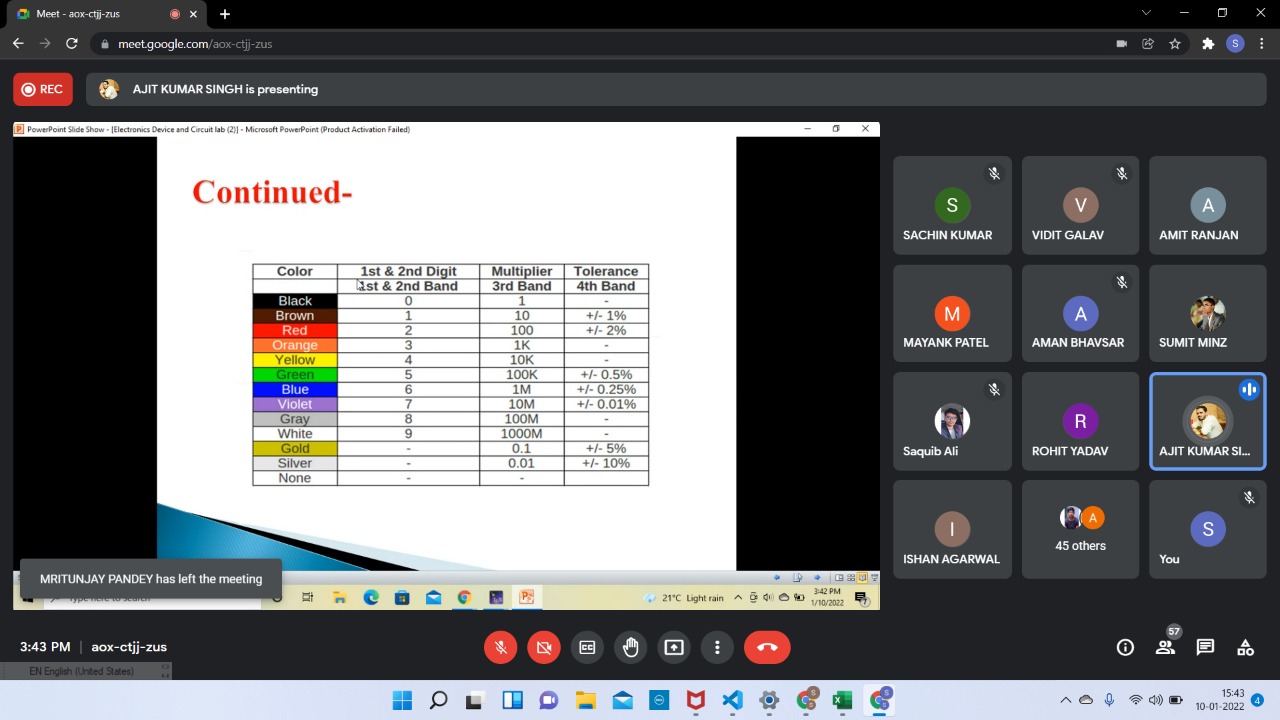 Meet - aox-ctjj-zus
meet.google.com/aox-ctjj-zus
S
REC
AJIT KUMAR SINGH is presenting
PowerPoint Slide Show - [Electronics Device and Circuit lab (2)] - Microsoft PowerPoint (Product Activation Failed)
Continued-
Color 1st & 2nd Digit Multiplier Tolerance
1st & 2nd Band 3rd Band 4th Band
Black 0 1 -
Brown 1 10 +/- 1%
Red 2 100 +/- 2%
Orange 3 1K -
Yellow 4 10K -
Green 5 100K +/- 0.5%
Blue 6 1M +/- 0.25%
Violet 7 10M +/- 0.01%
Gray 8 100M -
White 9 1000M -
Gold - 0.1 +/- 5%
Silver - 0.01 +/- 10%
None - -
MRITUNJAY PANDEY has left the meeting
Type here to search
21°C Light rain
3:42 PM
1/10/2022
S
SACHIN KUMAR
V
VIDIT GALAV
A
AMIT RANJAN
M
MAYANK PATEL
A
AMAN BHAVSAR
SUMIT MINZ
Saquib Ali
R
ROHIT YADAV
AJIT KUMAR SI...
I
ISHAN AGARWAL
A
45 others
S
You
3:43 PM | aox-ctjj-zus
57
EN English (United States)
15:43
10-01-2022
4